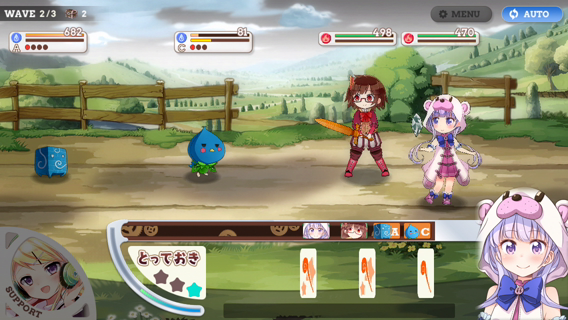 WAVE 2/3 2
MENU
AUTO
682
A
81
C
498
470
A
C
とっておき
SUPPORT